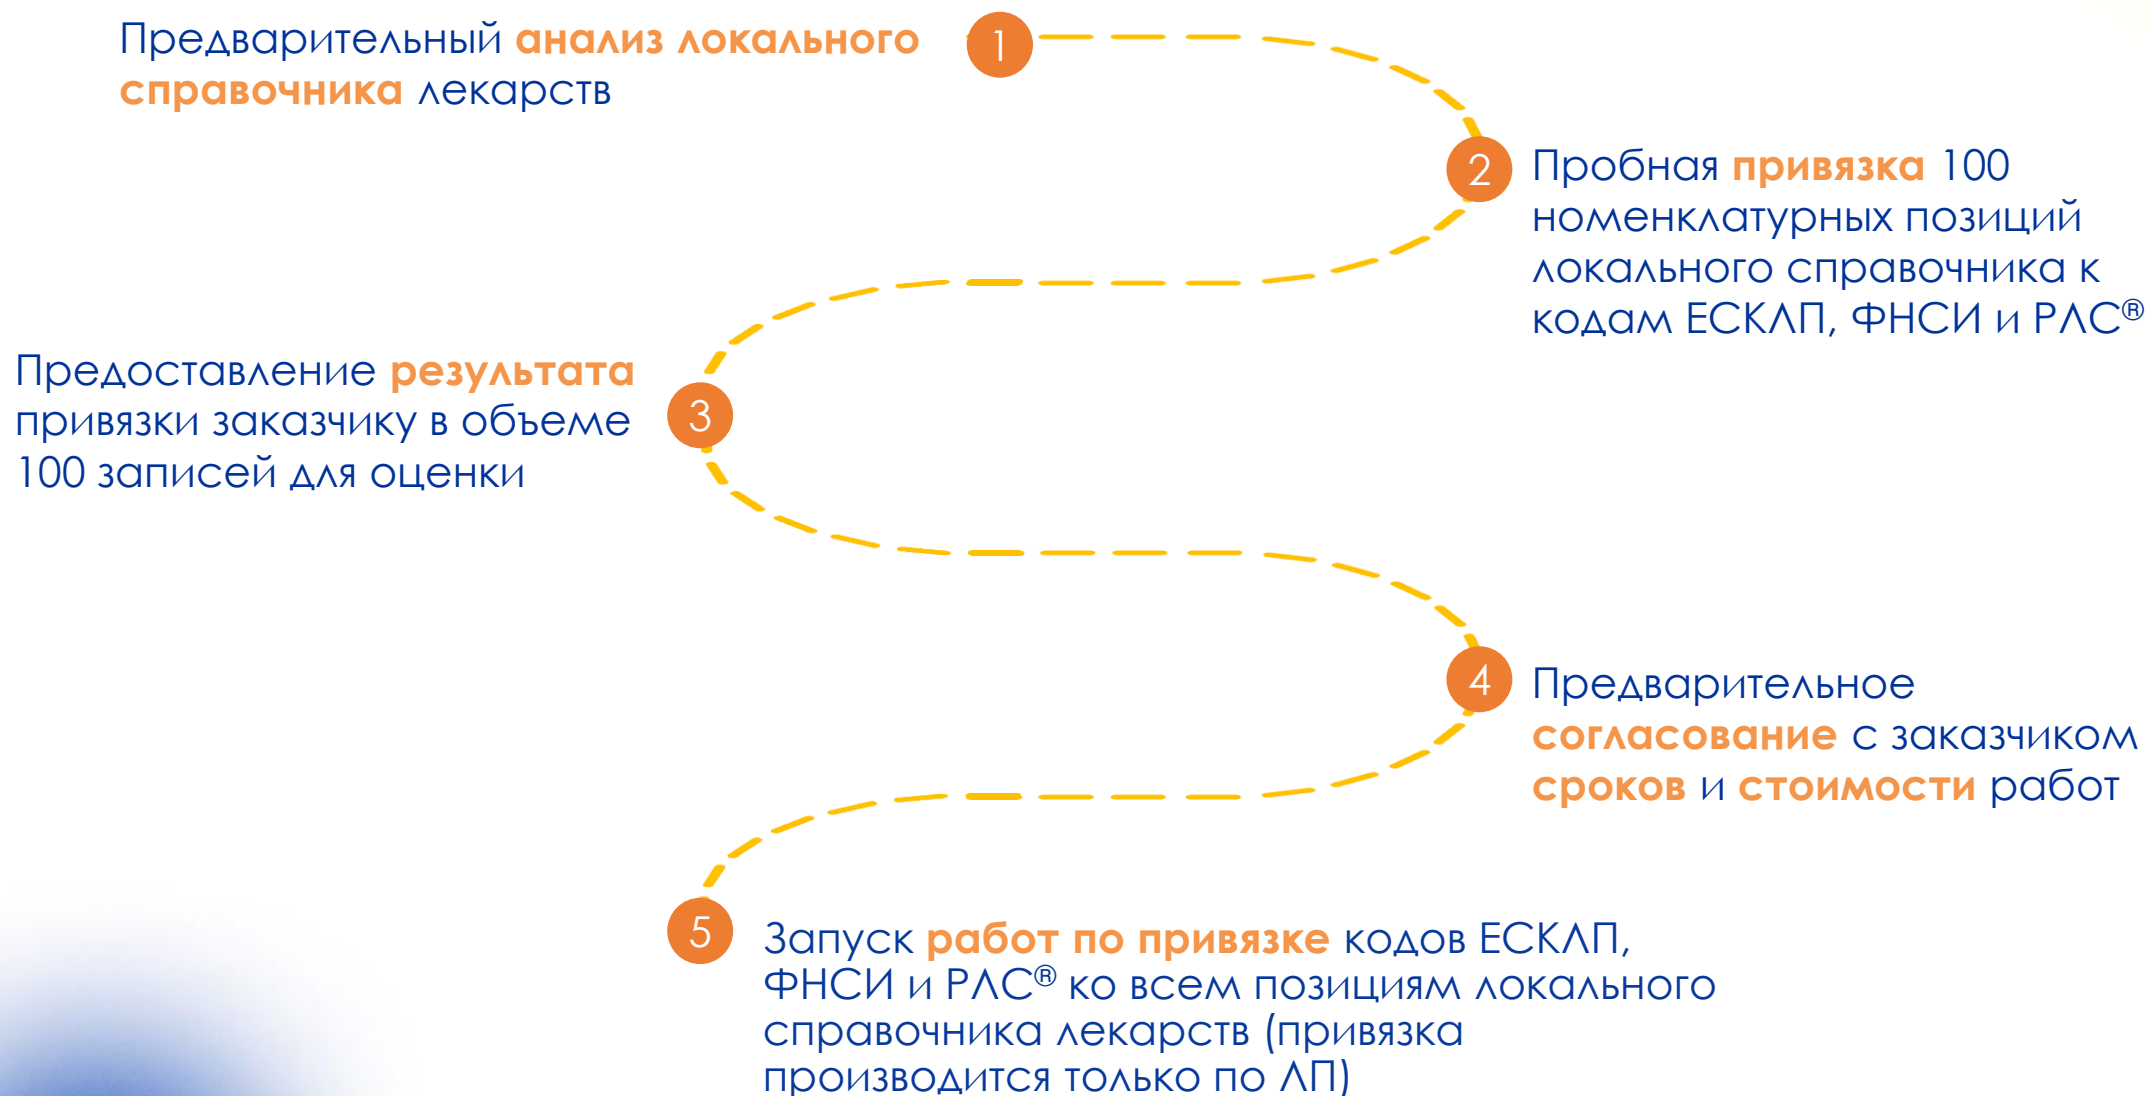 Предварительный анализ локального
справочника лекарств
1
2
Пробная привязка 100
номенклатурных позиций
локального справочника к
кодам ЕСКЛП, ФНСИ и РЛС®
Предоставление результата
привязки заказчику в объеме
100 записей для оценки
3
4
Предварительное
согласование с заказчиком
сроков и стоимости работ
5
Запуск работ по привязке кодов ЕСКЛП,
ФНСИ и РЛС® ко всем позициям локального
справочника лекарств (привязка
производится только по ЛП)